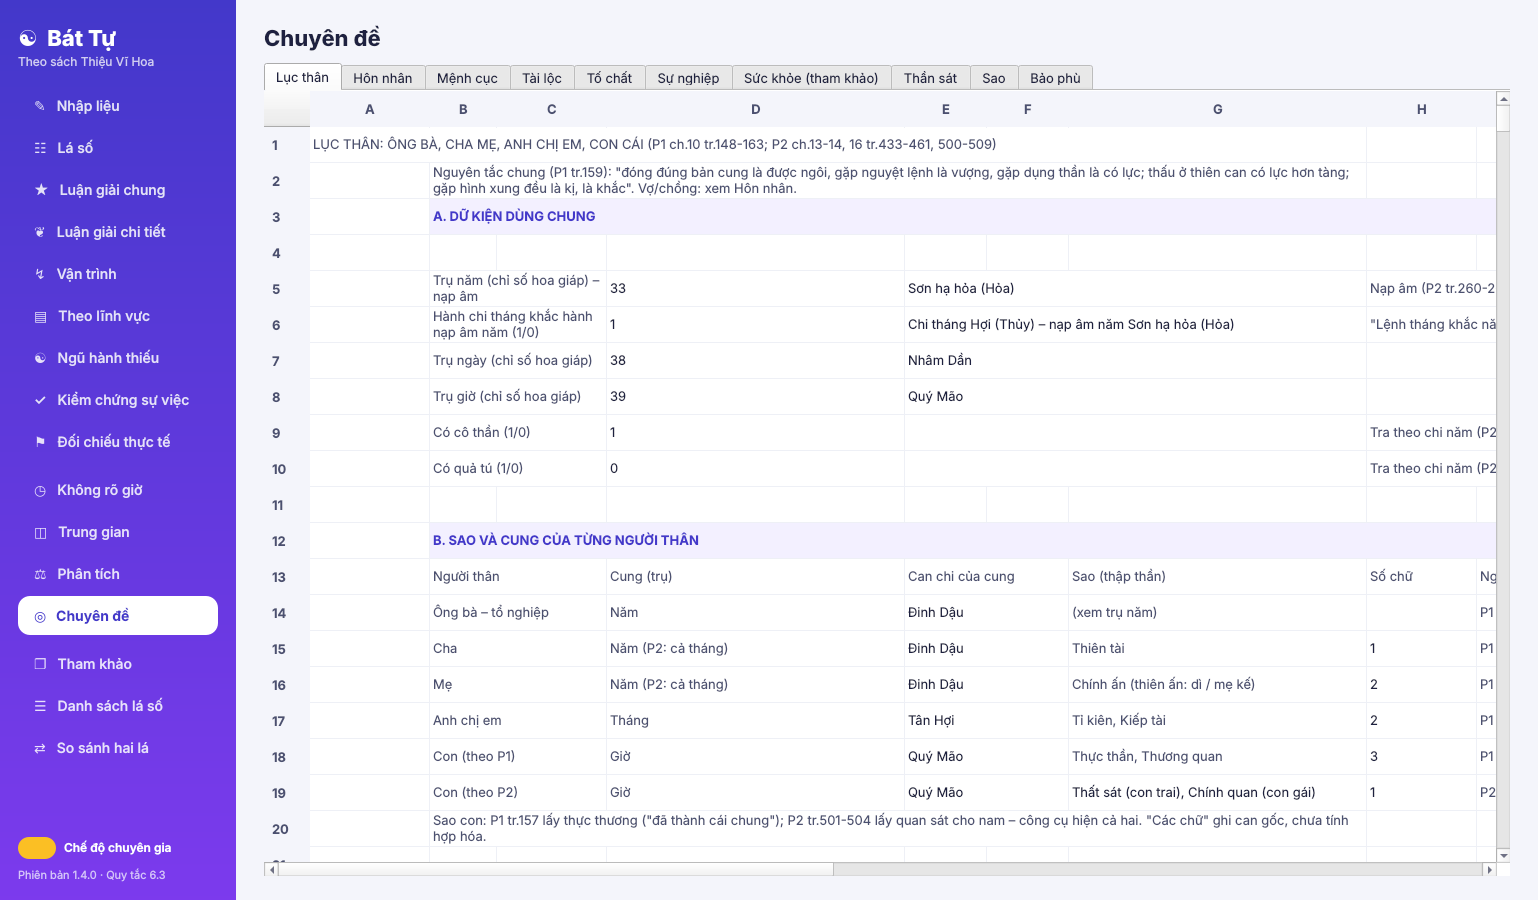 ☯ Bát Tự
Theo sách Thiệu Vĩ Hoa
Nhập liệu
Lá số
Luận giải chung
Luận giải chi tiết
Vận trình
Theo lĩnh vực
Ngũ hành thiếu
Kiểm chứng sự việc
Đối chiếu thực tế
Không rõ giờ
Trung gian
Phân tích
Chuyên đề
Tham khảo
Danh sách lá số
So sánh hai lá
Chế độ chuyên gia
Phiên bản 1.4.0 · Quy tắc 6.3
Chuyên đề
Lục thân Hôn nhân Mệnh cục Tài lộc Tố chất Sự nghiệp Sức khỏe (tham khảo) Thần sát Sao Bảo phù
A B C D E F G H
1 LỤC THÂN: ÔNG BÀ, CHA MẸ, ANH CHỊ EM, CON CÁI (P1 ch.10 tr.148-163; P2 ch.13-14, 16 tr.433-461, 500-509)
2 Nguyên tắc chung (P1 tr.159): "đóng đúng bản cung là được ngôi, gặp nguyệt lệnh là vượng, gặp dụng thần là có lực; thấu ở thiên can có lực hơn tàng;
gặp hình xung đều là kị, là khắc". Vợ/chồng: xem Hôn nhân.
3 A. DỮ KIỆN DÙNG CHUNG
4
5 Trụ năm (chỉ số hoa giáp) –
nạp âm 33 Sơn hạ hỏa (Hỏa) Nạp âm (P2 tr.260-2
6 Hành chi tháng khắc hành
nạp âm năm (1/0) 1 Chi tháng Hợi (Thủy) – nạp âm năm Sơn hạ hỏa (Hỏa) "Lệnh tháng khắc nă
7 Trụ ngày (chỉ số hoa giáp) 38 Nhâm Dần
8 Trụ giờ (chỉ số hoa giáp) 39 Quý Mão
9 Có cô thần (1/0) 1 Tra theo chi năm (P2
10 Có quả tú (1/0) 0 Tra theo chi năm (P2
11
12 B. SAO VÀ CUNG CỦA TỪNG NGƯỜI THÂN
13 Người thân Cung (trụ) Can chi của cung Sao (thập thần) Số chữ Ng
14 Ông bà – tổ nghiệp Năm Đinh Dậu (xem trụ năm) P1
15 Cha Năm (P2: cả tháng) Đinh Dậu Thiên tài 1 P1
16 Mẹ Năm (P2: cả tháng) Đinh Dậu Chính ấn (thiên ấn: dì / mẹ kế) 2 P1
17 Anh chị em Tháng Tân Hợi Tỉ kiên, Kiếp tài 2 P1
18 Con (theo P1) Giờ Quý Mão Thực thần, Thương quan 3 P1
19 Con (theo P2) Giờ Quý Mão Thất sát (con trai), Chính quan (con gái) 1 P2
20 Sao con: P1 tr.157 lấy thực thương ("đã thành cái chung"); P2 tr.501-504 lấy quan sát cho nam – công cụ hiện cả hai. "Các chữ" ghi can gốc, chưa tính
hợp hóa.